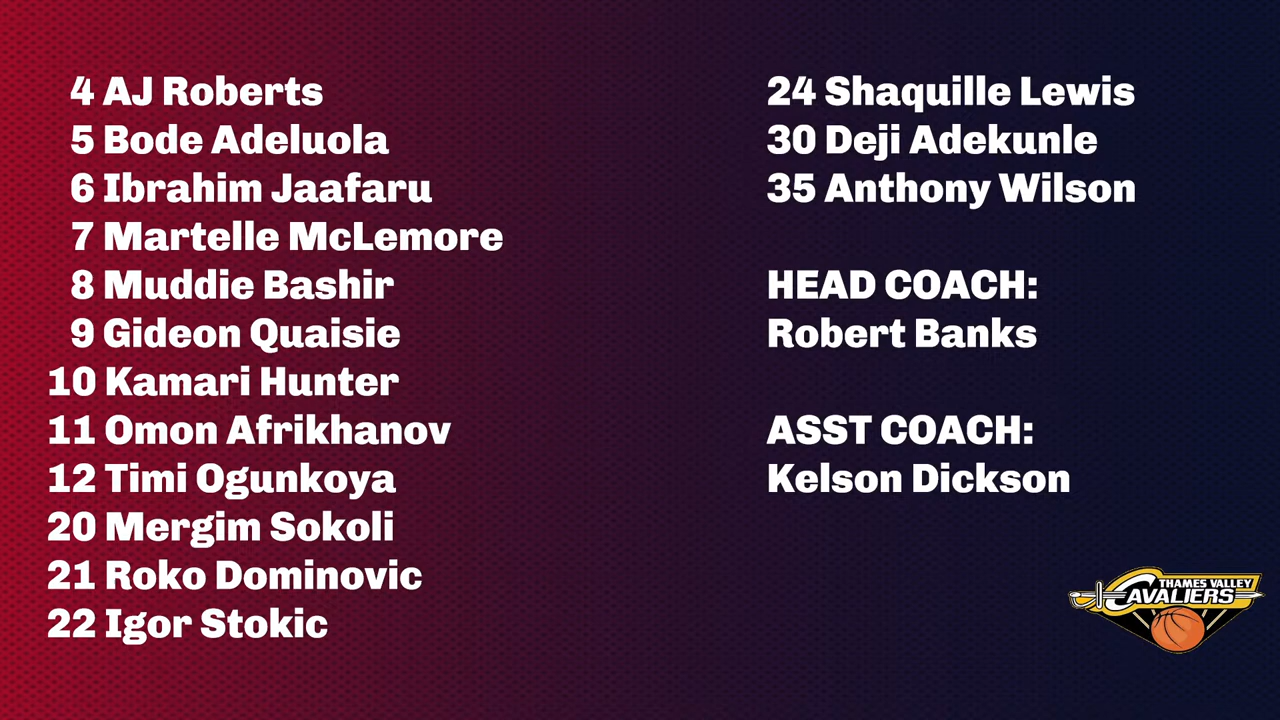 4 AJ Roberts
5 Bode Adeluola
6 Ibrahim Jaafaru
7 Martelle McLemore
8 Muddie Bashir
9 Gideon Quaisie
10 Kamari Hunter
11 Omon Afrikhanov
12 Timi Ogunkoya
20 Mergim Sokoli
21 Roko Dominovic
22 Igor Stokic
24 Shaquille Lewis
30 Deji Adekunle
35 Anthony Wilson
HEAD COACH:
Robert Banks
ASST COACH:
Kelson Dickson
THAMES VALLEY
CAVALIERS